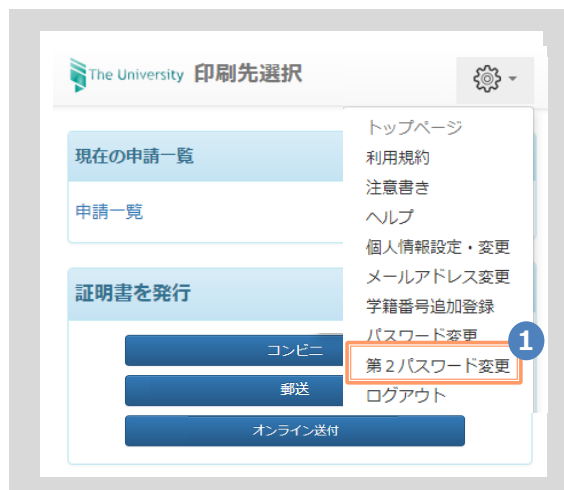 The University 印刷先選択
トップページ
現在の申請一覧
利用規約
注意書き
申請一覧
ヘルプ
個人情報設定・変更
メールアドレス変更
証明書を発行
学籍番号追加登録
パスワード変更
1
コンビニ
第2パスワード変更
郵送
ログアウト
オンライン送付